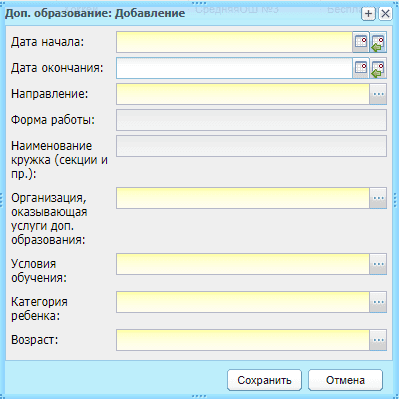 Доп. образование: Добавление
Дата начала:
Дата окончания:
Направление:
Форма работы:
Наименование
кружка (секции и
пр.):
Организация,
оказывающая
услуги доп.
образования:
Условия
обучения:
Категория
ребенка:
Возраст:
Сохранить Отмена